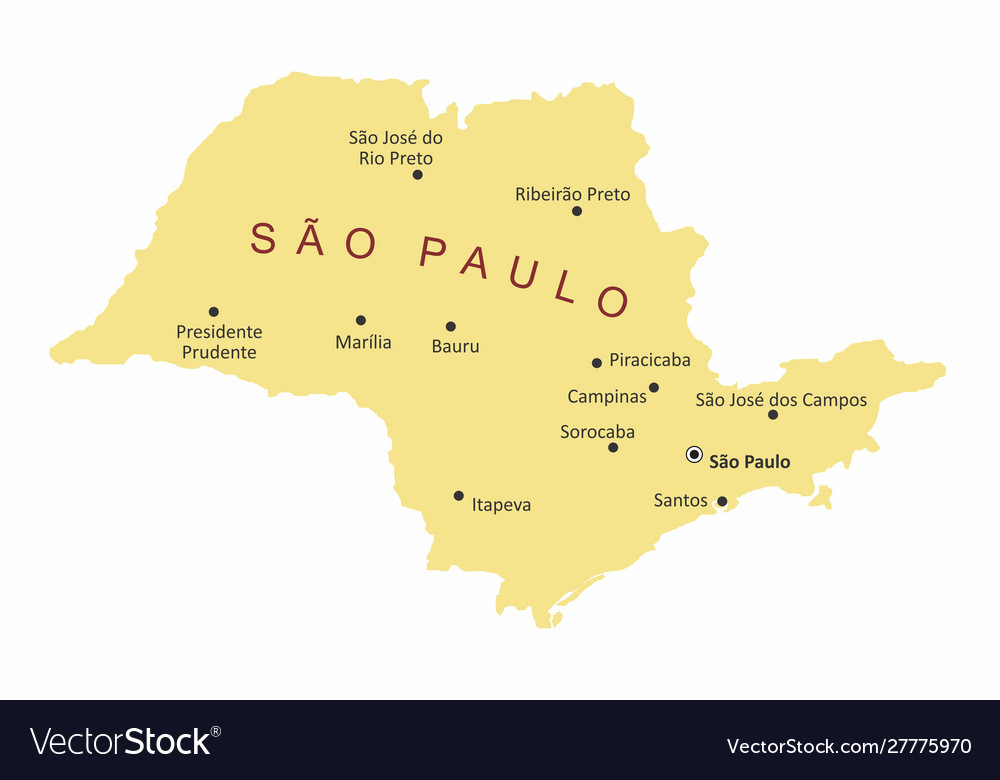 São José do
Rio Preto
Ribeirão Preto
SÃO PAULO
Presidente
Prudente
Marília
Bauru
Piracicaba
Campinas
São José dos Campos
Sorocaba
São Paulo
Itapeva
Santos
VectorStock®
VectorStock.com/27775970